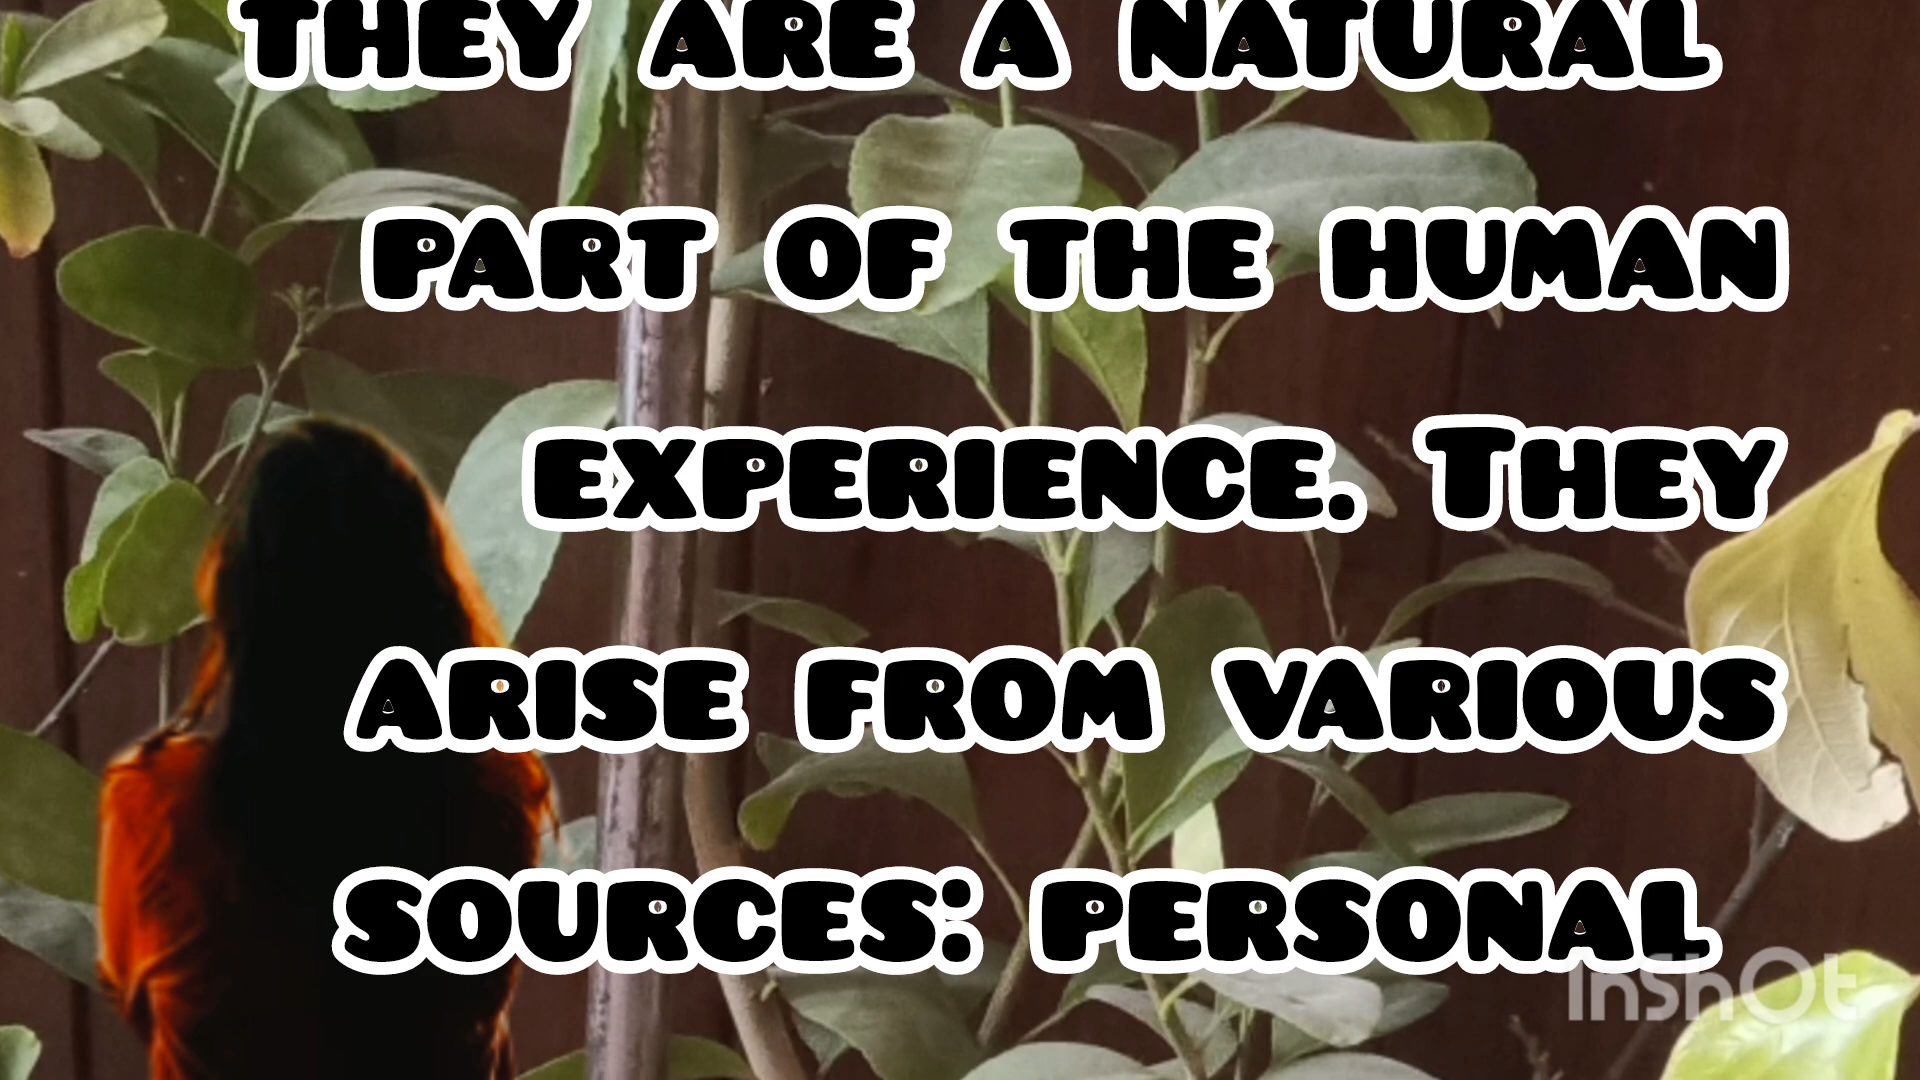 THEY ARE A NATURAL
PART OF THE HUMAN
EXPERIENCE. THEY
ARISE FROM VARIOUS
SOURCES: PERSONAL
InShOt